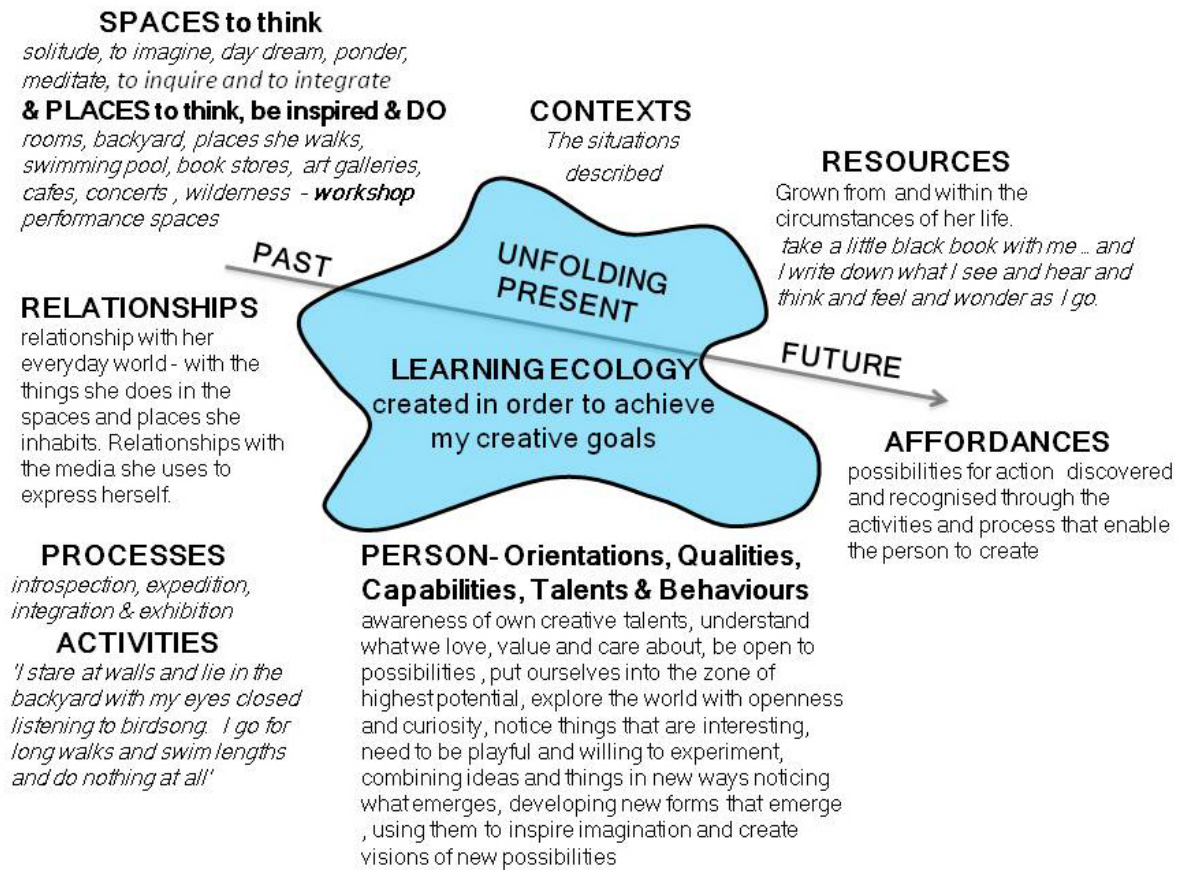 SPACES to think
solitude, to imagine, day dream, ponder,
meditate, to inquire and to integrate
& PLACES to think, be inspired & DO
rooms, backyard, places she walks,
swimming pool, book stores, art galleries,
cafes, concerts , wilderness - workshop
performance spaces
CONTEXTS
The situations
described
RESOURCES
Grown from and within the
circumstances of her life.
take a little black book with me ... and
I write down what I see and hear and
think and feel and wonder as I go.
PAST
UNFOLDING
PRESENT
FUTURE
RELATIONSHIPS
relationship with her
everyday world - with the
things she does in the
spaces and places she
inhabits. Relationships with
the media she uses to
express herself.
LEARNING ECOLOGY
created in order to achieve
my creative goals
AFFORDANCES
possibilities for action discovered
and recognised through the
activities and process that enable
the person to create
PROCESSES
introspection, expedition,
integration & exhibition
ACTIVITIES
'I stare at walls and lie in the
backyard with my eyes closed
listening to birdsong. I go for
long walks and swim lengths
and do nothing at all'
PERSON- Orientations, Qualities,
Capabilities, Talents & Behaviours
awareness of own creative talents, understand
what we love, value and care about, be open to
possibilities , put ourselves into the zone of
highest potential, explore the world with openness
and curiosity, notice things that are interesting,
need to be playful and willing to experiment,
combining ideas and things in new ways noticing
what emerges, developing new forms that emerge
, using them to inspire imagination and create
visions of new possibilities